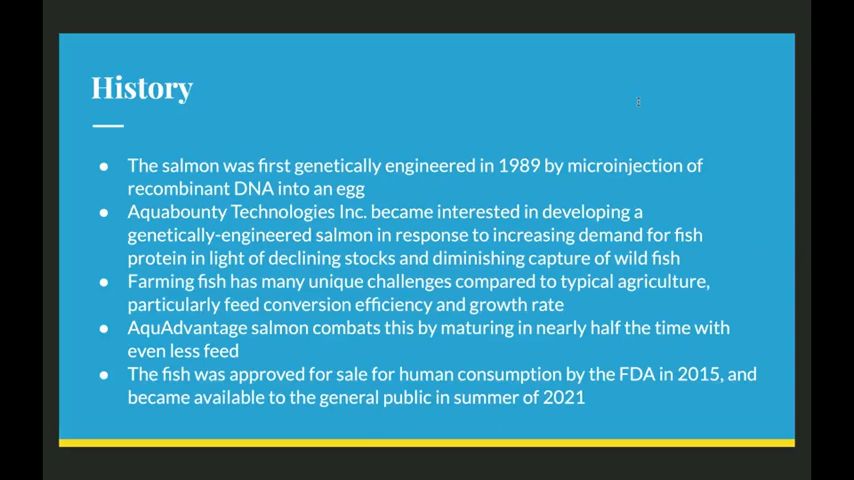 History
● The salmon was first genetically engineered in 1989 by microinjection of
recombinant DNA into an egg
● Aquabounty Technologies Inc. became interested in developing a
genetically-engineered salmon in response to increasing demand for fish
protein in light of declining stocks and diminishing capture of wild fish
● Farming fish has many unique challenges compared to typical agriculture,
particularly feed conversion efficiency and growth rate
● AquAdvantage salmon combats this by maturing in nearly half the time with
even less feed
● The fish was approved for sale for human consumption by the FDA in 2015, and
became available to the general public in summer of 2021